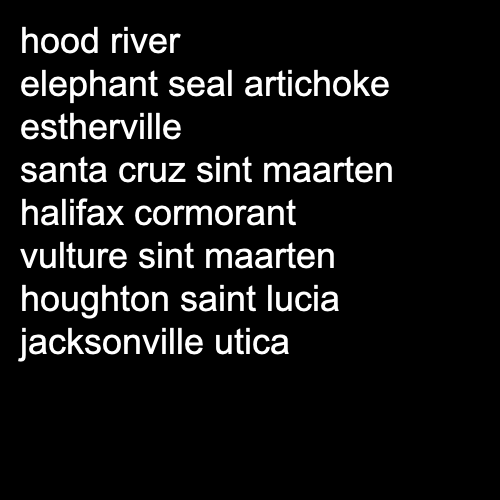 hood river
elephant seal artichoke
estherville
santa cruz sint maarten
halifax cormorant
vulture sint maarten
houghton saint lucia
jacksonville utica